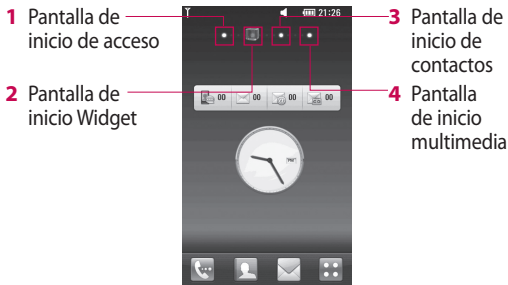 1 Pantalla de
inicio de acceso
2 Pantalla de
inicio Widget
21:26
00 00 00 00
3 Pantalla de
inicio de
contactos
4 Pantalla
de inicio
multimedia